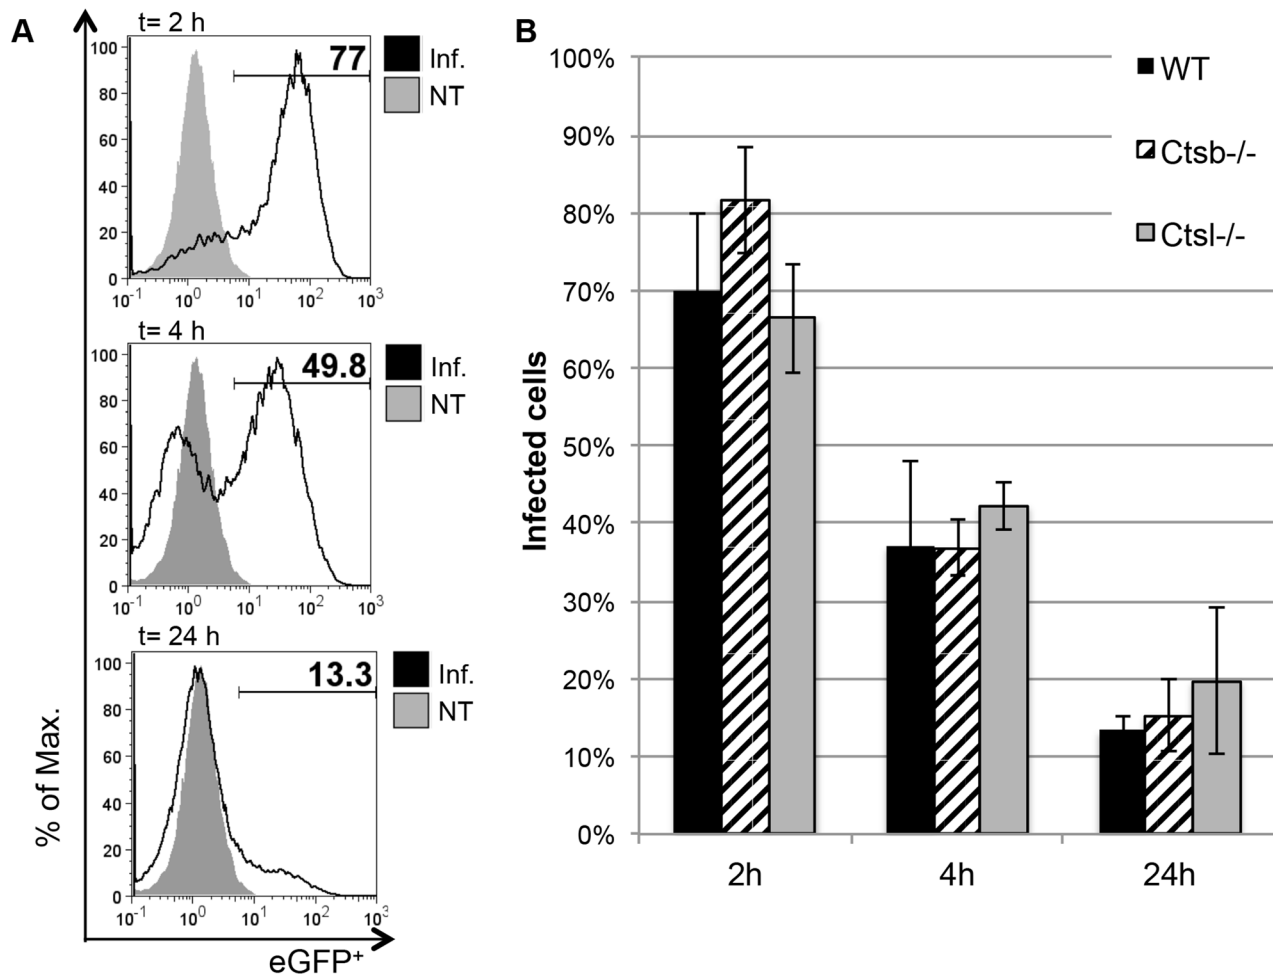 A
t= 2 h
77
Inf.
NT
100
80
60
40
20
0
10-1 100 101 102 103
t= 4 h
49.8
Inf.
NT
100
80
60
40
20
0
10-1 100 101 102 103
t= 24 h
13.3
Inf.
NT
100
80
60
40
20
0
10-1 100 101 102 103
% of Max.
eGFP+
B
WT
Ctsb-/-
Ctsl-/-
100%
90%
80%
70%
60%
50%
40%
30%
20%
10%
0%
Infected cells
2h 4h 24h